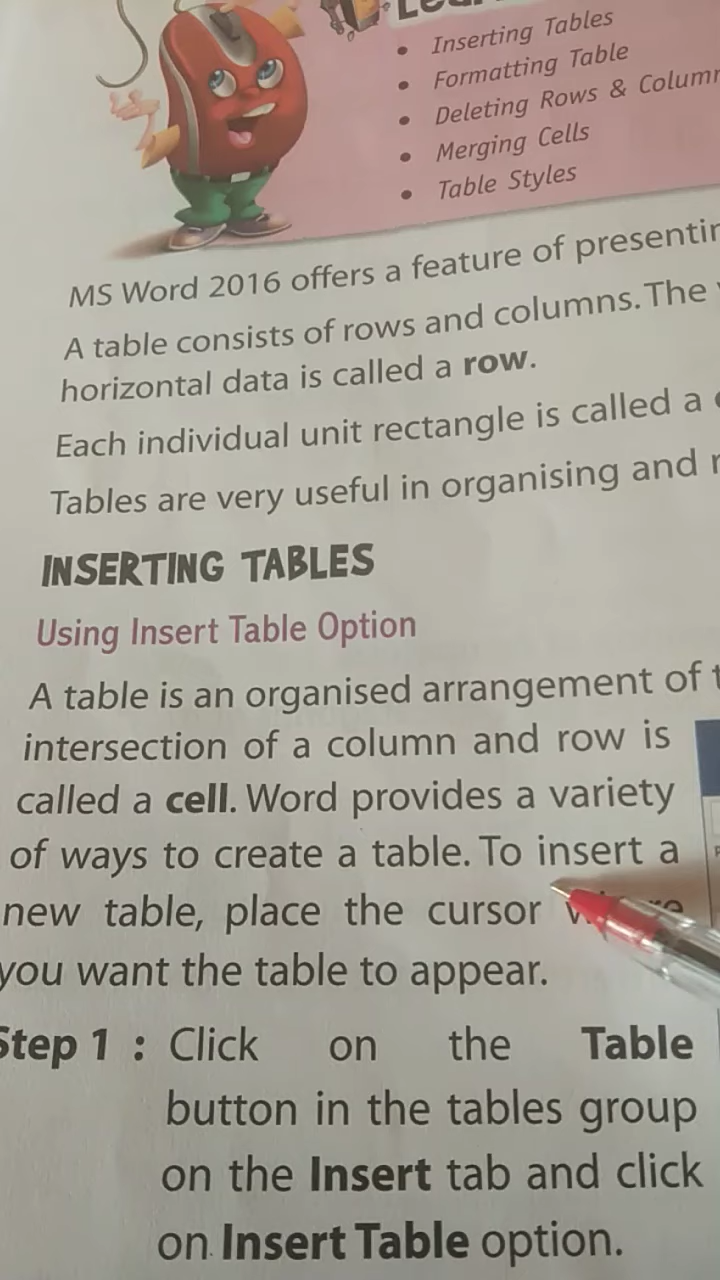 • Inserting Tables
• Formatting Table
• Deleting Rows &
• Merging Cells
• Table Styles
MS Word 2016 offers a feature of
A table consists of rows and columns. The
horizontal data is called a row.
Each individual unit rectangle is called a
Tables are very useful in organising and
INSERTING TABLES
Using Insert Table Option
A table is an organised arrangement of
intersection of a column and row is
called a cell. Word provides a variety
of ways to create a table. To insert a
new table, place the cursor
you want the table to appear.
Step 1 : Click on the Table
button in the tables group
on the Insert tab and click
on Insert Table option.